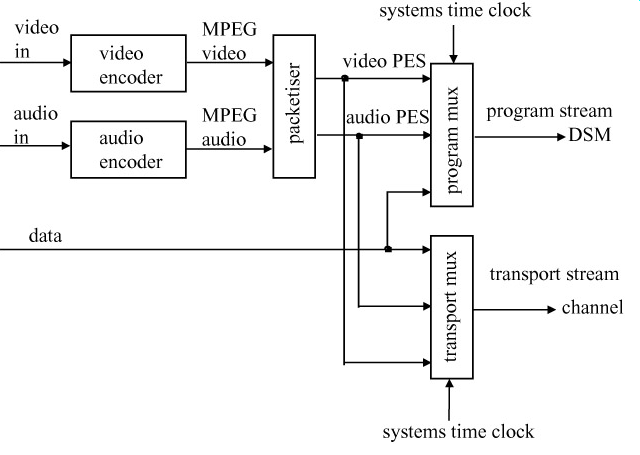 systems time clock
video
in
video
encoder
MPEG
video
packetiser
video PES
audio PES
program mux
program stream
DSM
audio
in
audio
encoder
MPEG
audio
data
transport mux
transport stream
channel
systems time clock